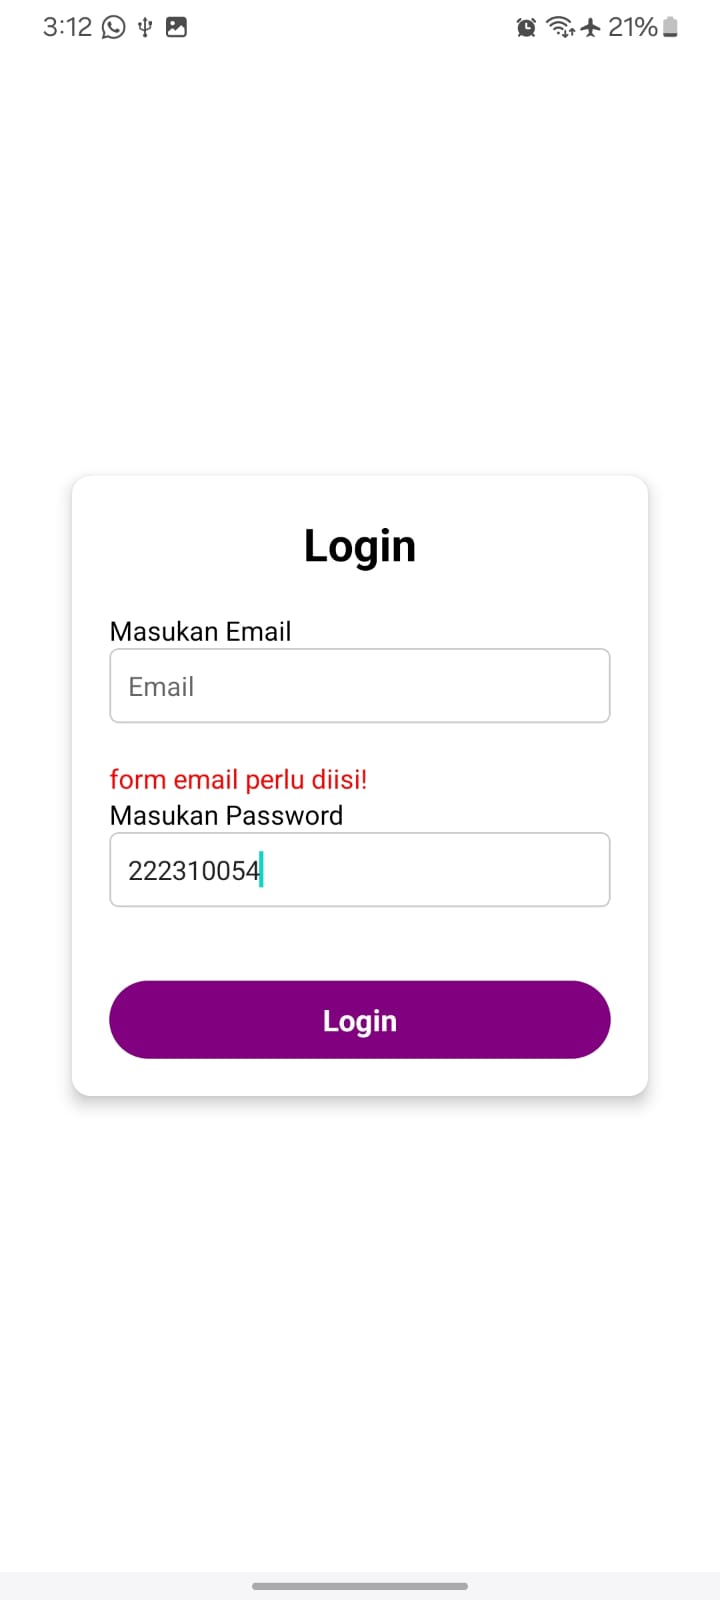 3:12
21%
Login
Masukan Email
Email
form email perlu diisi!
Masukan Password
222310054
Login